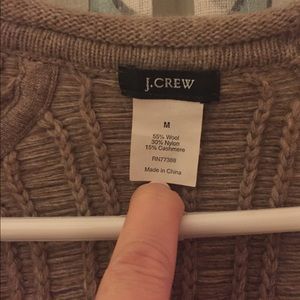 J.CREW
M
55% Wool
30% Nylon
15% Cashmere
RN77388
Made in China